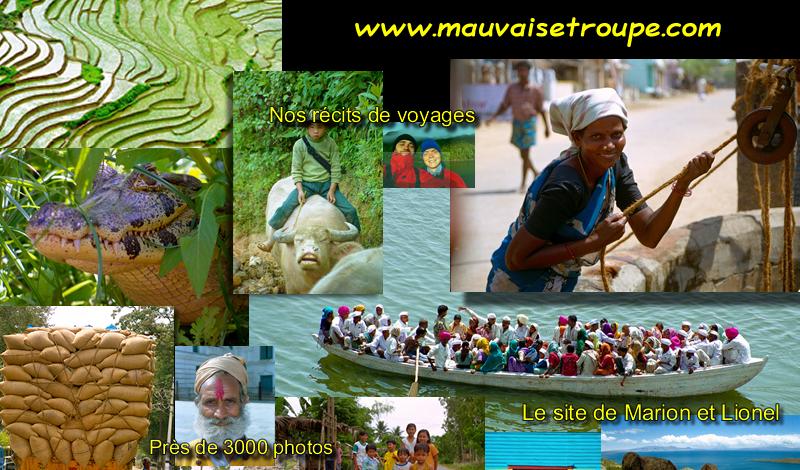 www.mauvaisetroupe.com
Nos récits de voyages
Le site de Marion et Lionel
Près de 3000 photos